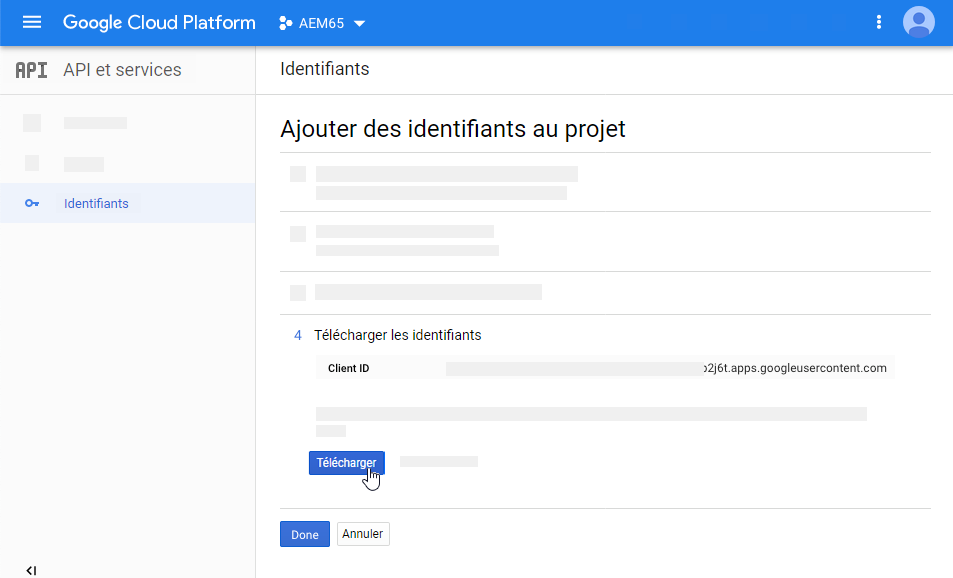 Google Cloud Platform AEM65
API API et services
Identifiants
Ajouter des identifiants au projet
Identifiants
4 Télécharger les identifiants
Client ID 2j6t.apps.googleusercontent.com
Télécharger
Done Annuler